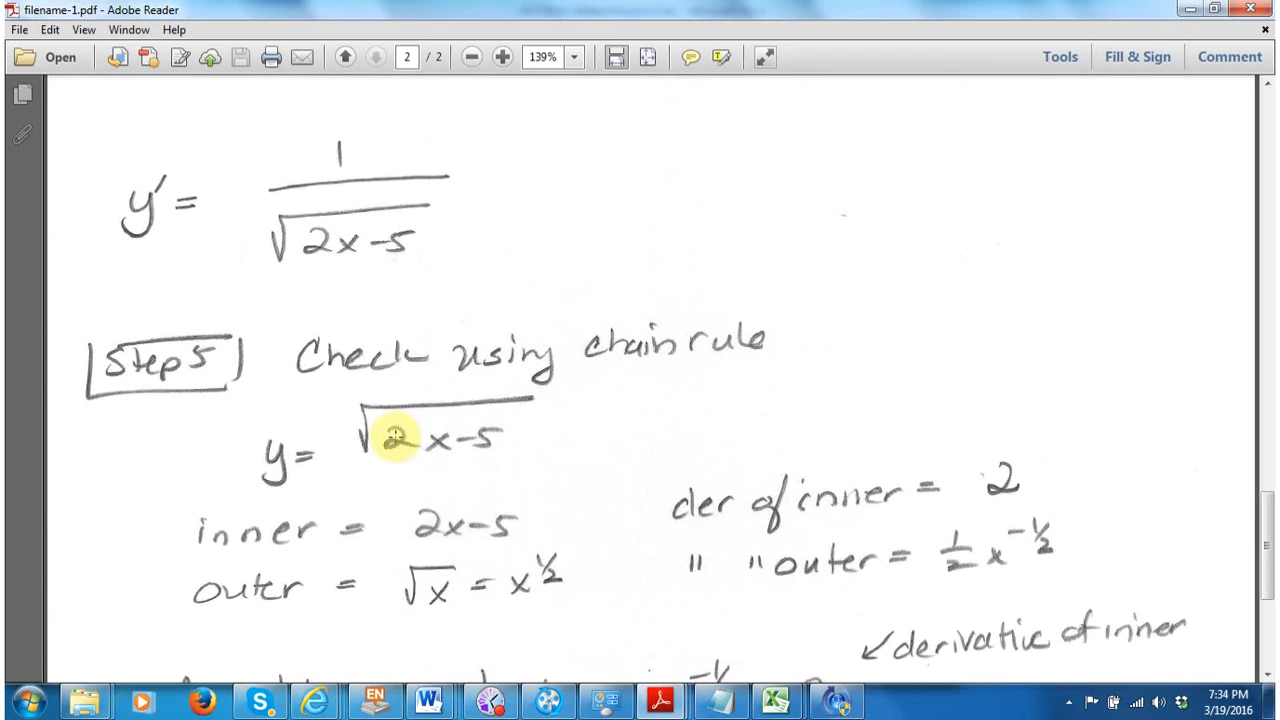 filename-1.pdf - Adobe Reader
File Edit View Window Help
Open 2 / 2 139% Tools Fill & Sign Comment
y' = 1 / √2x-5
Step 5 Check using chain rule
y = √2x-5
inner = 2x-5 der of inner = 2
outer = √x = x^1/2 " " outer = 1/2 x^-1/2
↙ derivative of inner
7:34 PM
3/19/2016